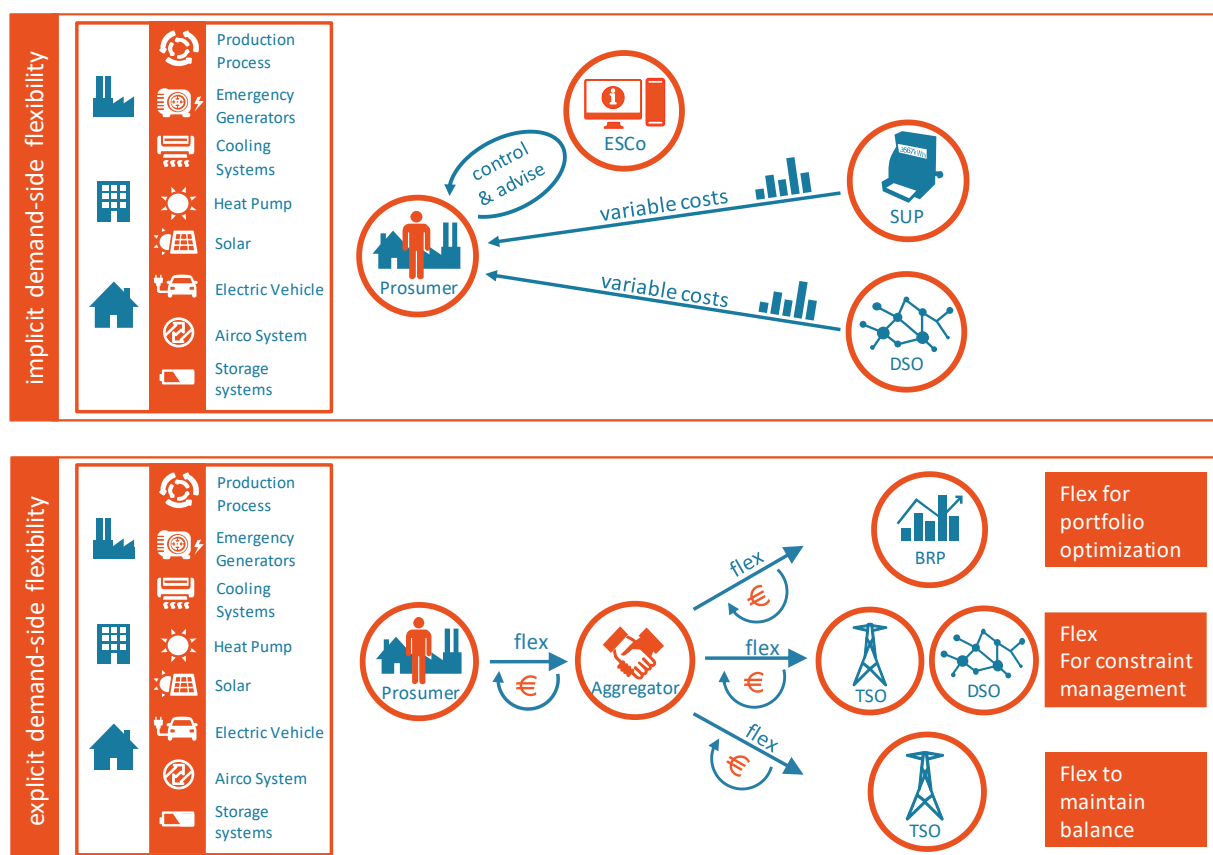 implicit demand-side flexibility
Production
Process
Emergency
Generators
Cooling
Systems
Heat Pump
Solar
Electric Vehicle
Airco System
Storage
systems
ESCo
control
& advise
Prosumer
variable costs
SUP
variable costs
DSO
explicit demand-side flexibility
Production
Process
Emergency
Generators
Cooling
Systems
Heat Pump
Solar
Electric Vehicle
Airco System
Storage
systems
Prosumer
flex
€
Aggregator
flex
€
BRP
Flex for
portfolio
optimization
flex
€
TSO
DSO
Flex
For constraint
management
flex
€
TSO
Flex to
maintain
balance